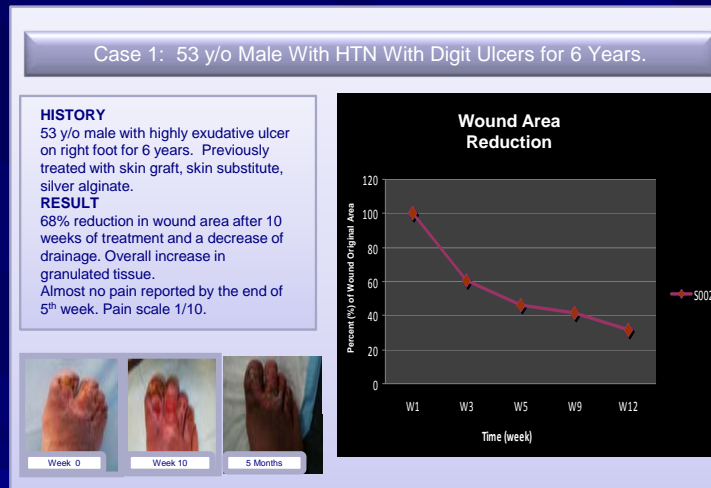 Case 1: 53 y/o Male With HTN With Digit Ulcers for 6 Years.
HISTORY
53 y/o male with highly exudative ulcer
on right foot for 6 years. Previously
treated with skin graft, skin substitute,
silver alginate.
RESULT
68% reduction in wound area after 10
weeks of treatment and a decrease of
drainage. Overall increase in
granulated tissue.
Almost no pain reported by the end of
5th week. Pain scale 1/10.
Week 0
Week 10
5 Months
Wound Area
Reduction
Percent (%) of Wound Original Area
120
100
80
60
40
20
0
W1 W3 W5 W9 W12
Time (week)
S002